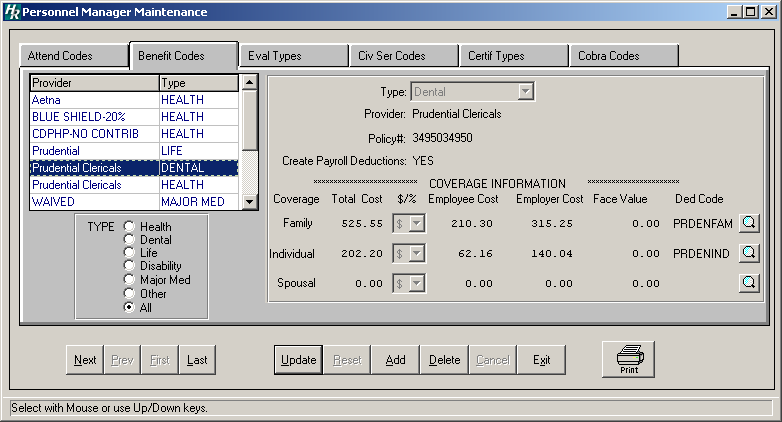 HR Personnel Manager Maintenance
Attend Codes Benefit Codes Eval Types Civ Ser Codes Certif Types Cobra Codes
Provider Type
Aetna HEALTH
BLUE SHIELD-20% HEALTH
CDPHP-NO CONTRIB HEALTH
Prudential LIFE
Prudential Clericals DENTAL
Prudential Clericals HEALTH
WAIVED MAJOR MED
TYPE Health
Dental
Life
Disability
Major Med
Other
All
Type: Dental
Provider: Prudential Clericals
Policy#: 3495034950
Create Payroll Deductions: YES
******************** COVERAGE INFORMATION ******************
Coverage Total Cost $/% Employee Cost Employer Cost Face Value Ded Code
Family 525.55 $ 210.30 315.25 0.00 PRDENFAM
Individual 202.20 $ 62.16 140.04 0.00 PRDENIND
Spousal 0.00 $ 0.00 0.00 0.00
Next Prev First Last Update Reset Add Delete Cancel Exit Print
Select with Mouse or use Up/Down keys.